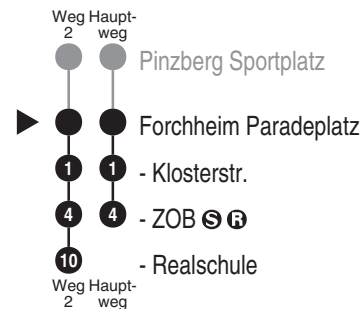 Weg Haupt-
2 weg
Pinzberg Sportplatz
Forchheim Paradeplatz
1 1 - Klosterstr.
4 4 - ZOB S R
10 - Realschule
Weg Haupt-
2 weg